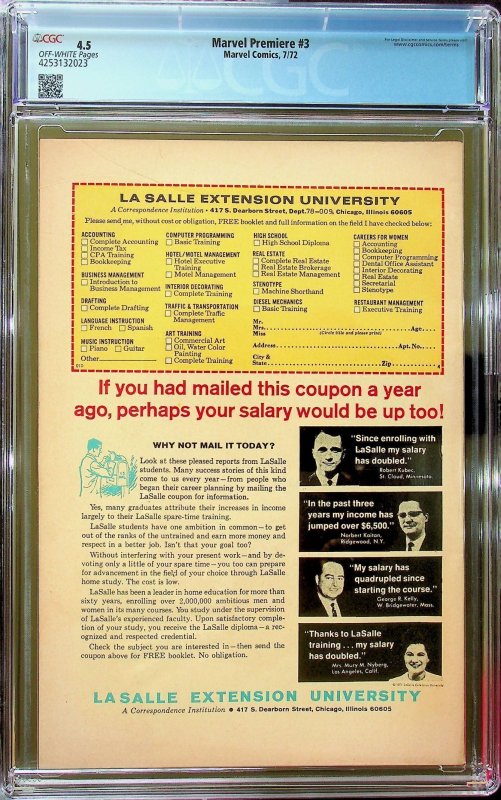 CGC
4.5
OFF-WHITE Pages
4253132023
Marvel Premiere #3
Marvel Comics, 7/72
www.cgccomics.com/terms
LA SALLE EXTENSION UNIVERSITY
A Correspondence Institution • 417 S. Dearborn Street, Dept. 78-009, Chicago, Illinois 60605
Please send me, without cost or obligation, FREE booklet and full information on the field I have checked below:
ACCOUNTING
Complete Accounting
Income Tax
CPA Training
Bookkeeping
BUSINESS MANAGEMENT
Introduction to
Business Management
DRAFTING
Complete Drafting
LANGUAGE INSTRUCTION
French Spanish
MUSIC INSTRUCTION
Piano Guitar
Other
COMPUTER PROGRAMMING
Basic Training
HOTEL/MOTEL MANAGEMENT
Hotel Executive
Training
Motel Management
INTERIOR DECORATING
Complete Training
TRAFFIC & TRANSPORTATION
Complete Traffic
Management
ART TRAINING
Commercial Art
Oil, Water Color
Painting
Complete Training
HIGH SCHOOL
High School Diploma
REAL ESTATE
Complete Real Estate
Real Estate Brokerage
Real Estate Management
STENOTYPE
Machine Shorthand
DIESEL MECHANICS
Basic Training
CAREERS FOR WOMEN
Accounting
Bookkeeping
Computer Programming
Dental Office Assistant
Interior Decorating
Real Estate
Secretarial
Stenotype
RESTAURANT MANAGEMENT
Executive Training
Mr.
Mrs. Age
Miss (Circle title and please print)
Address Apt. No.
City &
State Zip
If you had mailed this coupon a year
ago, perhaps your salary would be up too!
WHY NOT MAIL IT TODAY?
Look at these pleased reports from LaSalle
students. Many success stories of this kind
come to us every year—from people who
began their career planning by mailing the
LaSalle coupon for information.
Yes, many graduates attribute their increases in income
largely to their LaSalle spare-time training.
LaSalle students have one ambition in common—to get
out of the ranks of the untrained and earn more money and
respect in a better job. Isn't that your goal too?
Without interfering with your present work—and by de-
voting only a little of your spare time—you too can prepare
for advancement in the field of your choice through LaSalle
home study. The cost is low.
LaSalle has been a leader in home education for more than
sixty years, enrolling over 2,000,000 ambitious men and
women in its many courses. You study under the supervision
of LaSalle's experienced faculty. Upon satisfactory comple-
tion of your study, you receive the LaSalle diploma—a rec-
ognized and respected credential.
Check the subject you are interested in—then send the
coupon above for FREE booklet. No obligation.
"Since enrolling with
LaSalle my salary
has doubled."
Robert Kubec,
St. Cloud, Minnesota.
"In the past three
years my income has
jumped over $6,500."
Norbert Kaiton,
Ridgewood, N.Y.
"My salary has
quadrupled since
starting the course."
George R. Kelly,
W. Bridgewater, Mass.
"Thanks to LaSalle
training . . . my salary
has doubled."
Mrs. Mary M. Nyberg,
Los Angeles, Calif.
LA SALLE EXTENSION UNIVERSITY
A Correspondence Institution • 417 S. Dearborn Street, Chicago, Illinois 60605